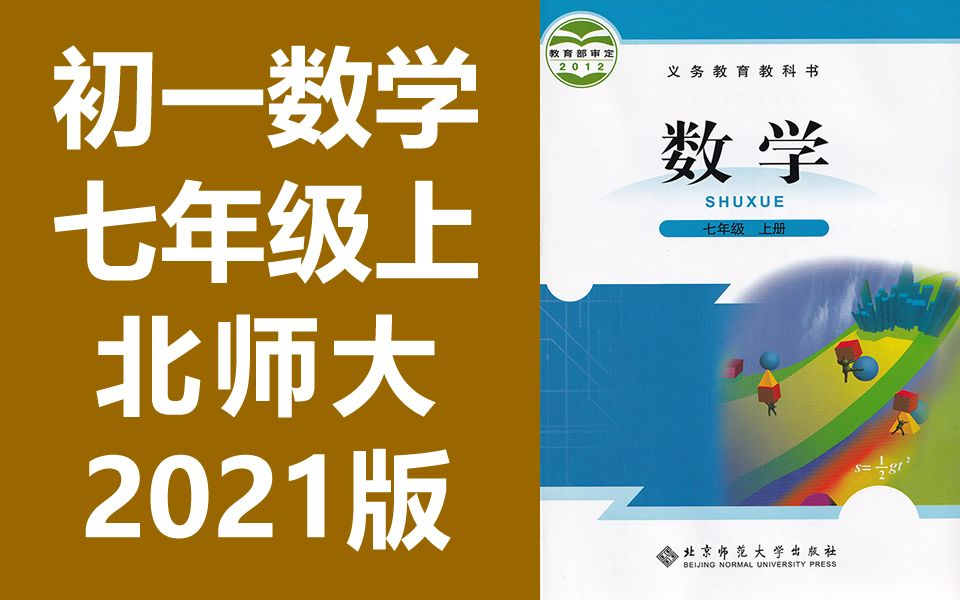 初一数学
七年级上
北师大
2021版
教育部审定
2012
义务教育教科书
数学
SHUXUE
七年级 上册
s=½gt²
北京师范大学出版社
BEIJING NORMAL UNIVERSITY PRESS